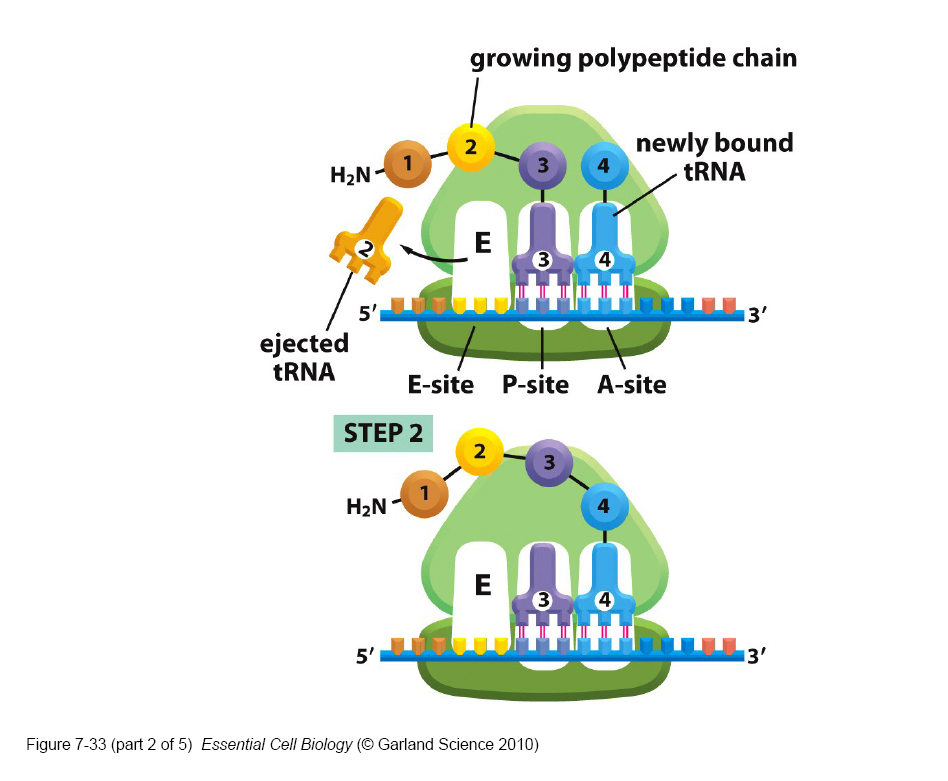 growing polypeptide chain
newly bound
tRNA
1
2
3
4
H₂N
2
E
3
4
5′
3′
ejected
tRNA
E-site
P-site
A-site
STEP 2
2
3
1
4
H₂N
E
3
4
5′
3′
Figure 7-33 (part 2 of 5) Essential Cell Biology (© Garland Science 2010)